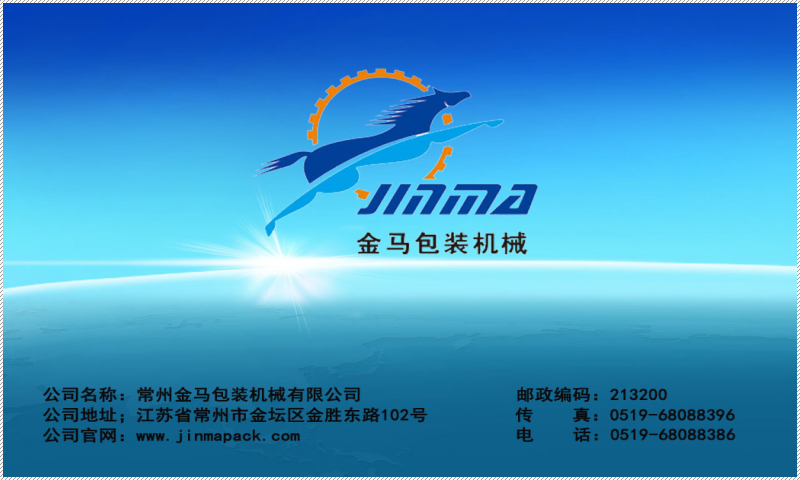 JINMA
金马包装机械
公司名称：常州金马包装机械有限公司
公司地址；江苏省常州市金坛区金胜东路102号
公司官网：www.jinmapack.com
邮政编码：213200
传　　真：0519-68088396
电　　话：0519-68088386